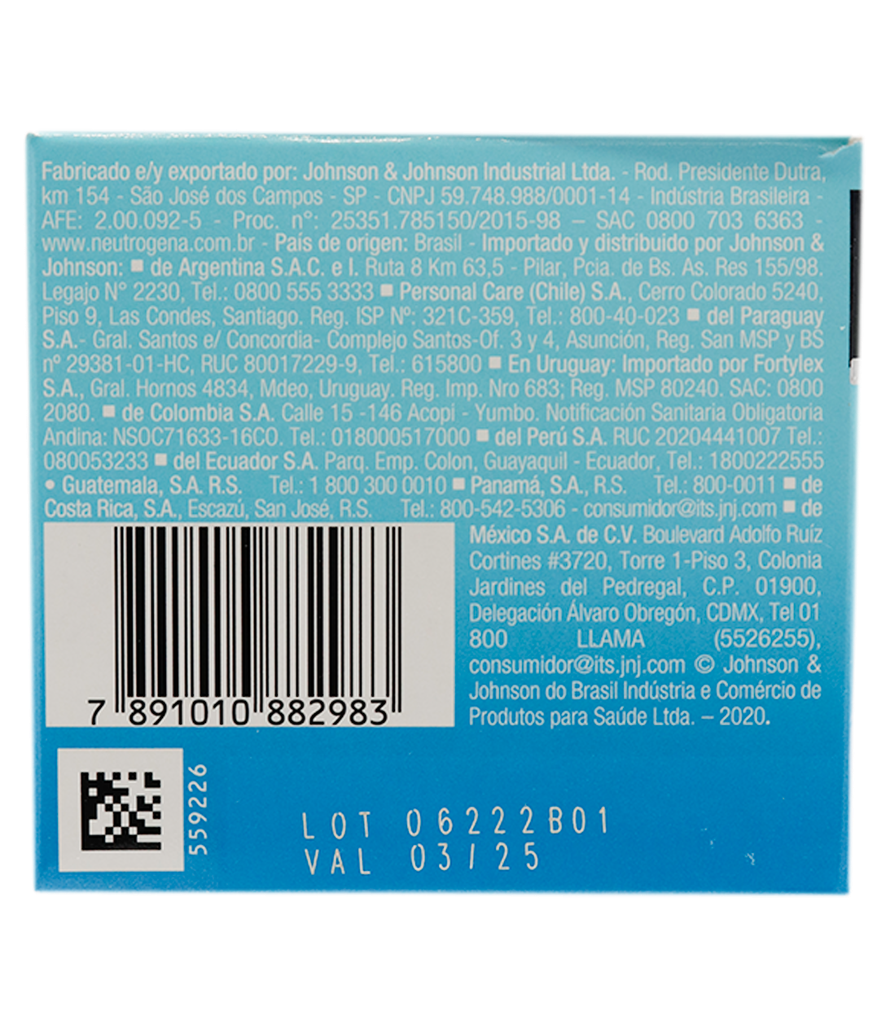 Fabricado e/y exportado por: Johnson & Johnson Industrial Ltda. - Rod. Presidente Dutra,
km 154 - São José dos Campos - SP - CNPJ 59.748.988/0001-14 - Indústria Brasileira -
AFE: 2.00.092-5 - Proc. n°: 25351.785150/2015-98 – SAC 0800 703 6363 -
www.neutrogena.com.br - País de origen: Brasil - Importado y distribuido por Johnson &
Johnson: ■ de Argentina S.A.C. e I. Ruta 8 Km 63,5 - Pilar, Pcia. de Bs. As. Res 155/98.
Legajo N° 2230, Tel.: 0800 555 3333 ■ Personal Care (Chile) S.A., Cerro Colorado 5240,
Piso 9, Las Condes, Santiago. Reg. ISP Nº: 321C-359, Tel.: 800-40-023 ■ del Paraguay
S.A.- Gral. Santos e/ Concordia- Complejo Santos-Of. 3 y 4, Asunción, Reg. San MSP y BS
nº 29381-01-HC, RUC 80017229-9, Tel.: 615800 ■ En Uruguay: Importado por Fortylex
S.A., Gral. Hornos 4834, Mdeo, Uruguay. Reg. Imp. Nro 683; Reg. MSP 80240. SAC: 0800
2080. ■ de Colombia S.A. Calle 15 -146 Acopi - Yumbo. Notificación Sanitaria Obligatoria
Andina: NSOC71633-16CO. Tel.: 018000517000 ■ del Perú S.A. RUC 20204441007 Tel.:
080053233 ■ del Ecuador S.A. Parq. Emp. Colon, Guayaquil - Ecuador, Tel.: 1800222555
• Guatemala, S.A. R.S. Tel.: 1 800 300 0010 ■ Panamá, S.A., R.S. Tel.: 800-0011 ■ de
Costa Rica, S.A., Escazú, San José, R.S. Tel.: 800-542-5306 - consumidor@its.jnj.com ■ de
México S.A. de C.V. Boulevard Adolfo Ruíz
Cortines #3720, Torre 1-Piso 3, Colonia
Jardines del Pedregal, C.P. 01900,
Delegación Álvaro Obregón, CDMX, Tel 01
800 LLAMA (5526255),
consumidor@its.jnj.com © Johnson &
Johnson do Brasil Indústria e Comércio de
Produtos para Saúde Ltda. – 2020.
7 891010 882983
559226
LOT 06222B01
VAL 03/25